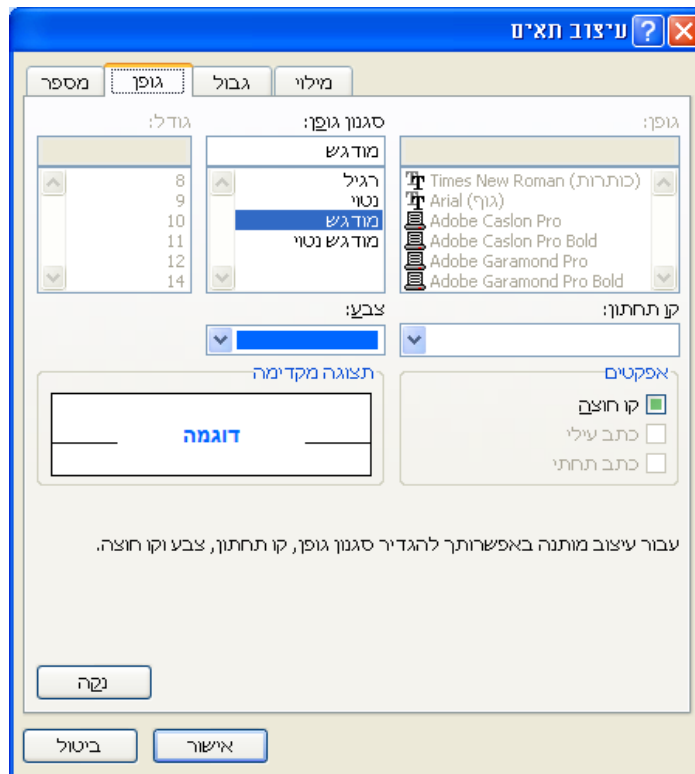 עיצוב תאים
מספר
גופן
גבול
מילוי
גופן:
סגנון גופן:
גודל:
מודגש
Times New Roman (כותרות)
Arial (גוף)
Adobe Caslon Pro
Adobe Caslon Pro Bold
Adobe Garamond Pro
Adobe Garamond Pro Bold
רגיל
נטוי
מודגש
מודגש נטוי
8
9
10
11
12
14
קו תחתון:
צבע:
אפקטים
קו חוצה
כתב עילי
כתב תחתי
תצוגה מקדימה
דוגמה
עבור עיצוב מותנה באפשרותך להגדיר סגנון גופן, קו תחתון, צבע וקו חוצה.
נקה
אישור
ביטול